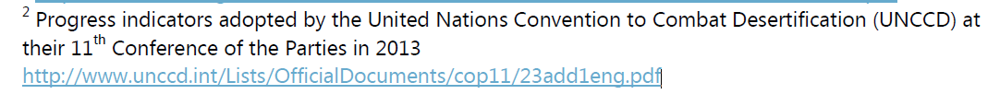 2 Progress indicators adopted by the United Nations Convention to Combat Desertification (UNCCD) at
their 11th Conference of the Parties in 2013
http://www.unccd.int/Lists/OfficialDocuments/cop11/23add1eng.pdf